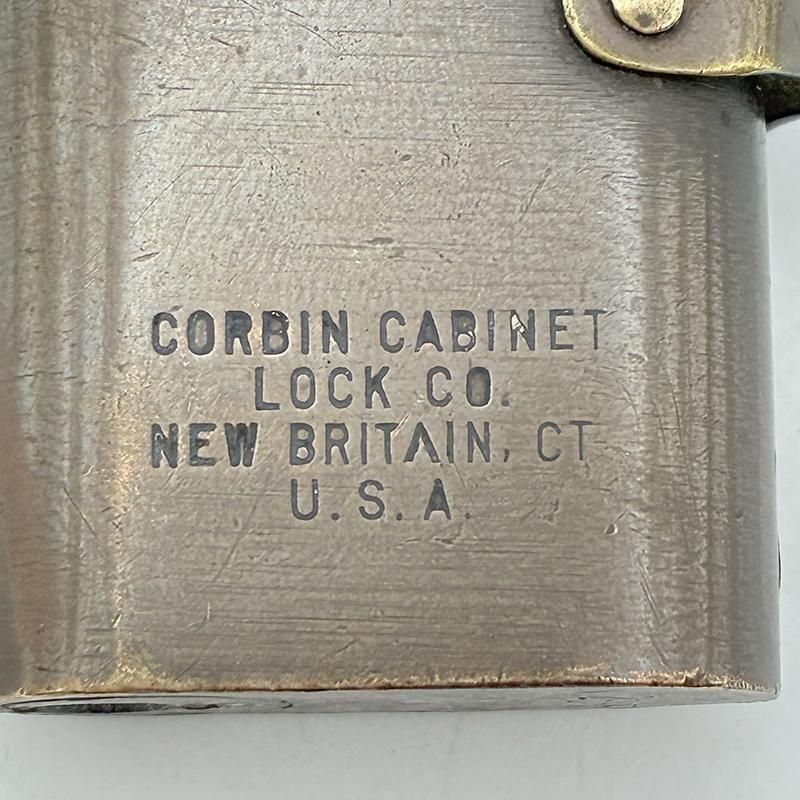 CORBIN CABINET
LOCK CO.
NEW BRITAIN, CT
U.S.A.